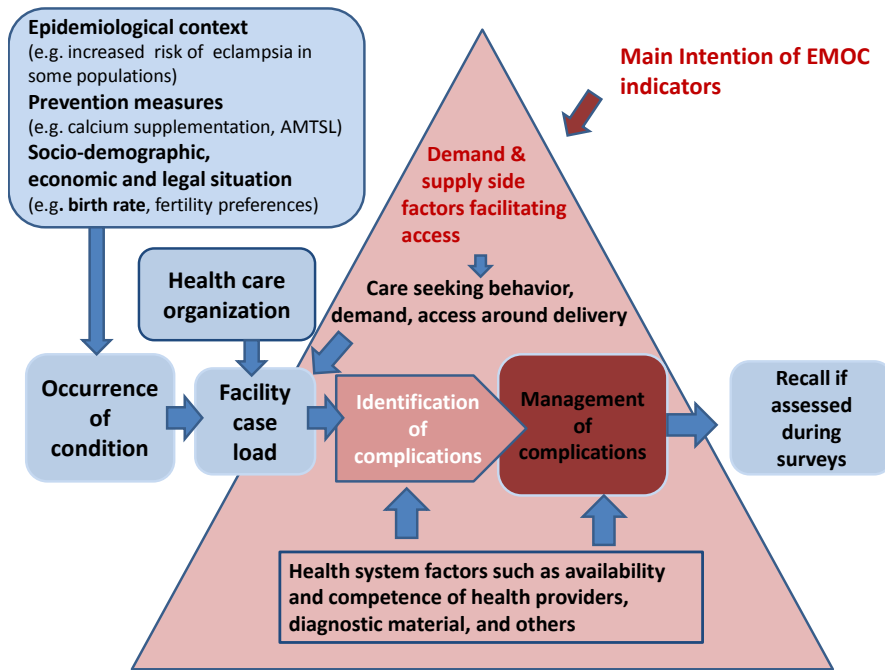 Epidemiological context
(e.g. increased risk of eclampsia in
some populations)
Prevention measures
(e.g. calcium supplementation, AMTSL)
Socio-demographic,
economic and legal situation
(e.g. birth rate, fertility preferences)
Main Intention of EMOC
indicators
Demand &
supply side
factors facilitating
access
Health care
organization
Care seeking behavior,
demand, access around delivery
Occurrence
of
condition
Facility
case
load
Identification
of
complications
Management
of
complications
Recall if
assessed
during
surveys
Health system factors such as availability
and competence of health providers,
diagnostic material, and others